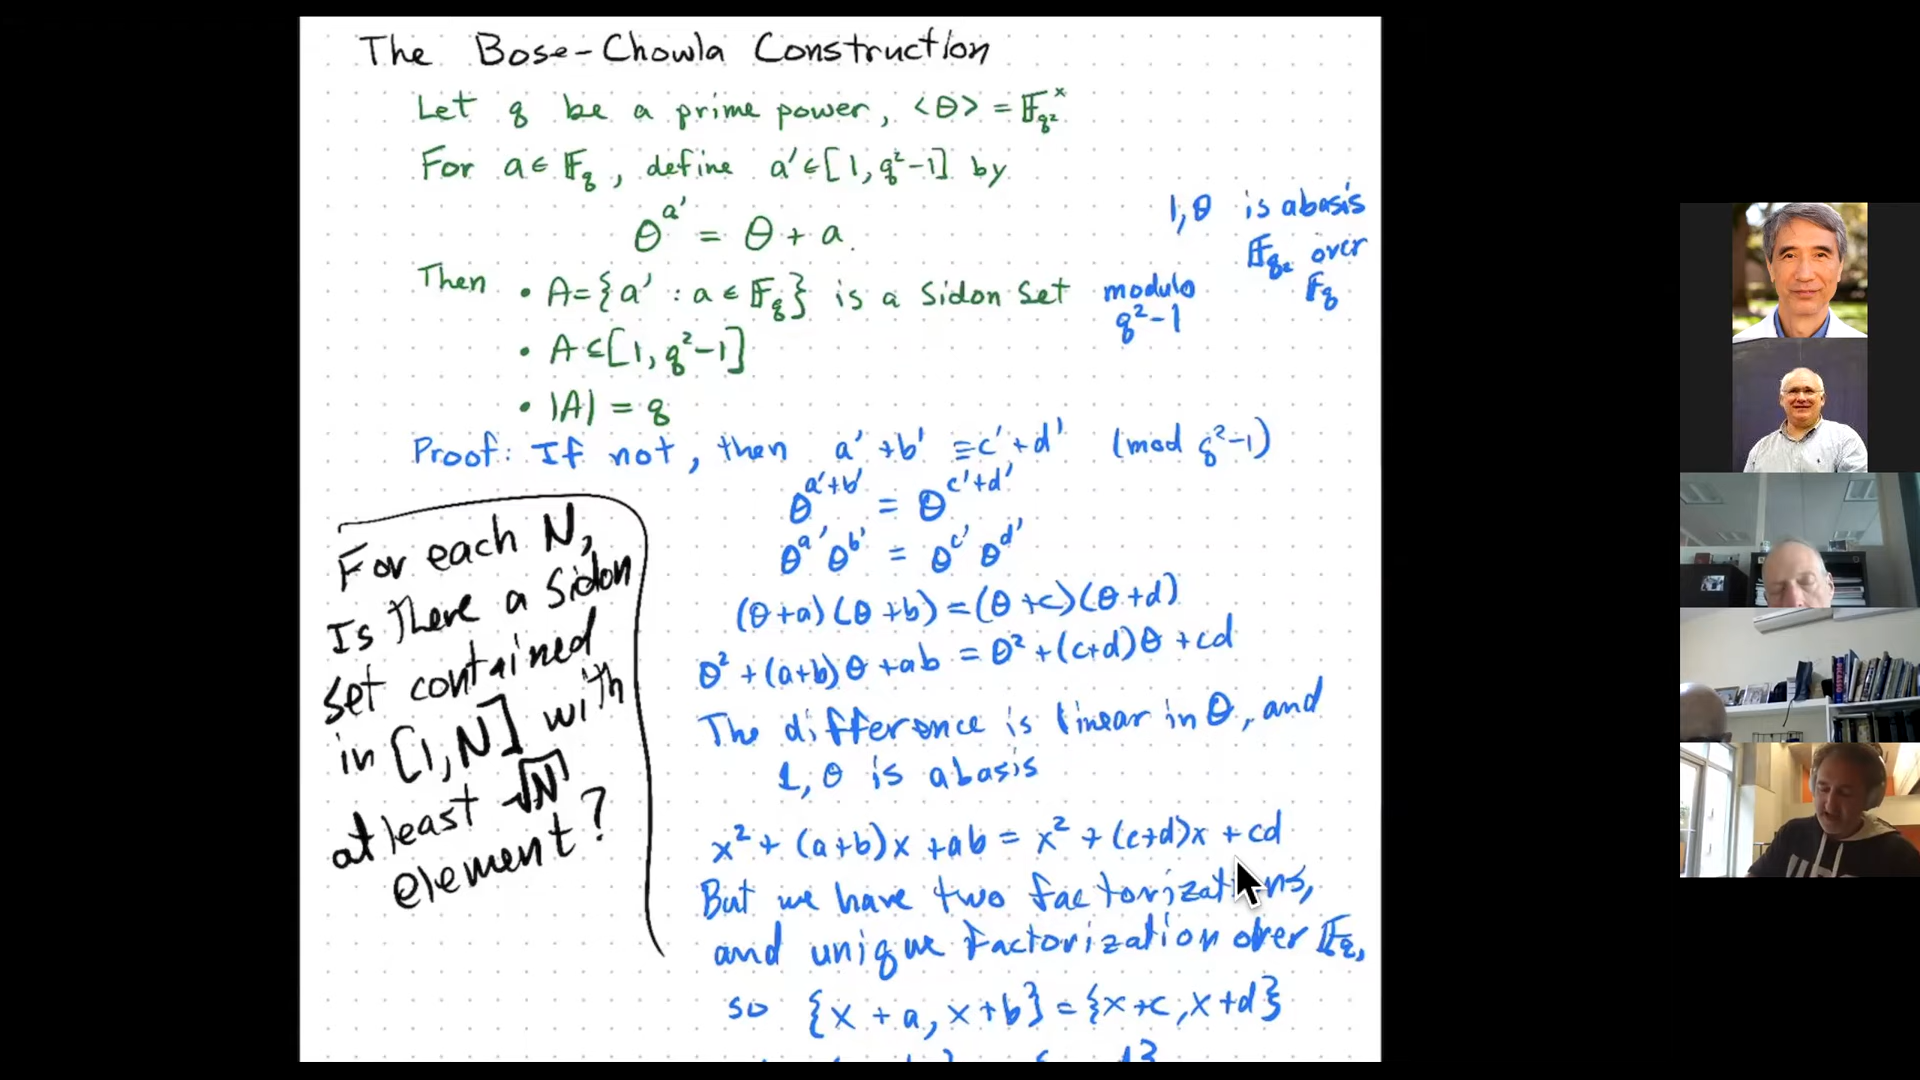 The Bose-Chowla Construction
Let q be a prime power, <θ> = 𝔽_{q²}^×
For a ∈ 𝔽_q, define a' ∈ [1, q²-1] by
θ^{a'} = θ + a.
1, θ is a basis
𝔽_{q²} over
𝔽_q
Then • A = {a' : a ∈ 𝔽_q} is a Sidon Set modulo
q²-1
• A ⊆ [1, q²-1]
• |A| = q
Proof: If not, then a' + b' ≡ c' + d' (mod q²-1)
θ^{a'+b'} = θ^{c'+d'}
θ^{a'} θ^{b'} = θ^{c'} θ^{d'}
(θ+a)(θ+b) = (θ+c)(θ+d)
θ² + (a+b)θ + ab = θ² + (c+d)θ + cd
The difference is linear in θ, and
1, θ is a basis
x² + (a+b)x + ab = x² + (c+d)x + cd
But we have two factorizations,
and unique factorization over 𝔽_q,
so {x+a, x+b} = {x+c, x+d}
For each N,
Is there a Sidon
set contained
in [1, N] with
at least √N
element?